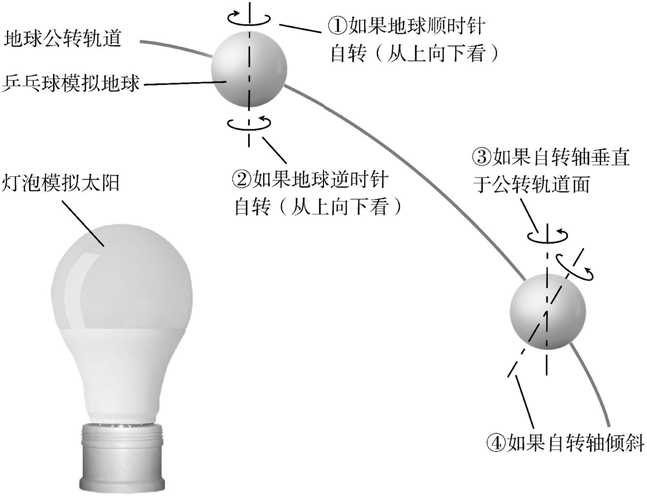 ①如果地球顺时针
自转（从上向下看）
地球公转轨道
乒乓球模拟地球
②如果地球逆时针
自转（从上向下看）
③如果自转轴垂直
于公转轨道面
灯泡模拟太阳
④如果自转轴倾斜